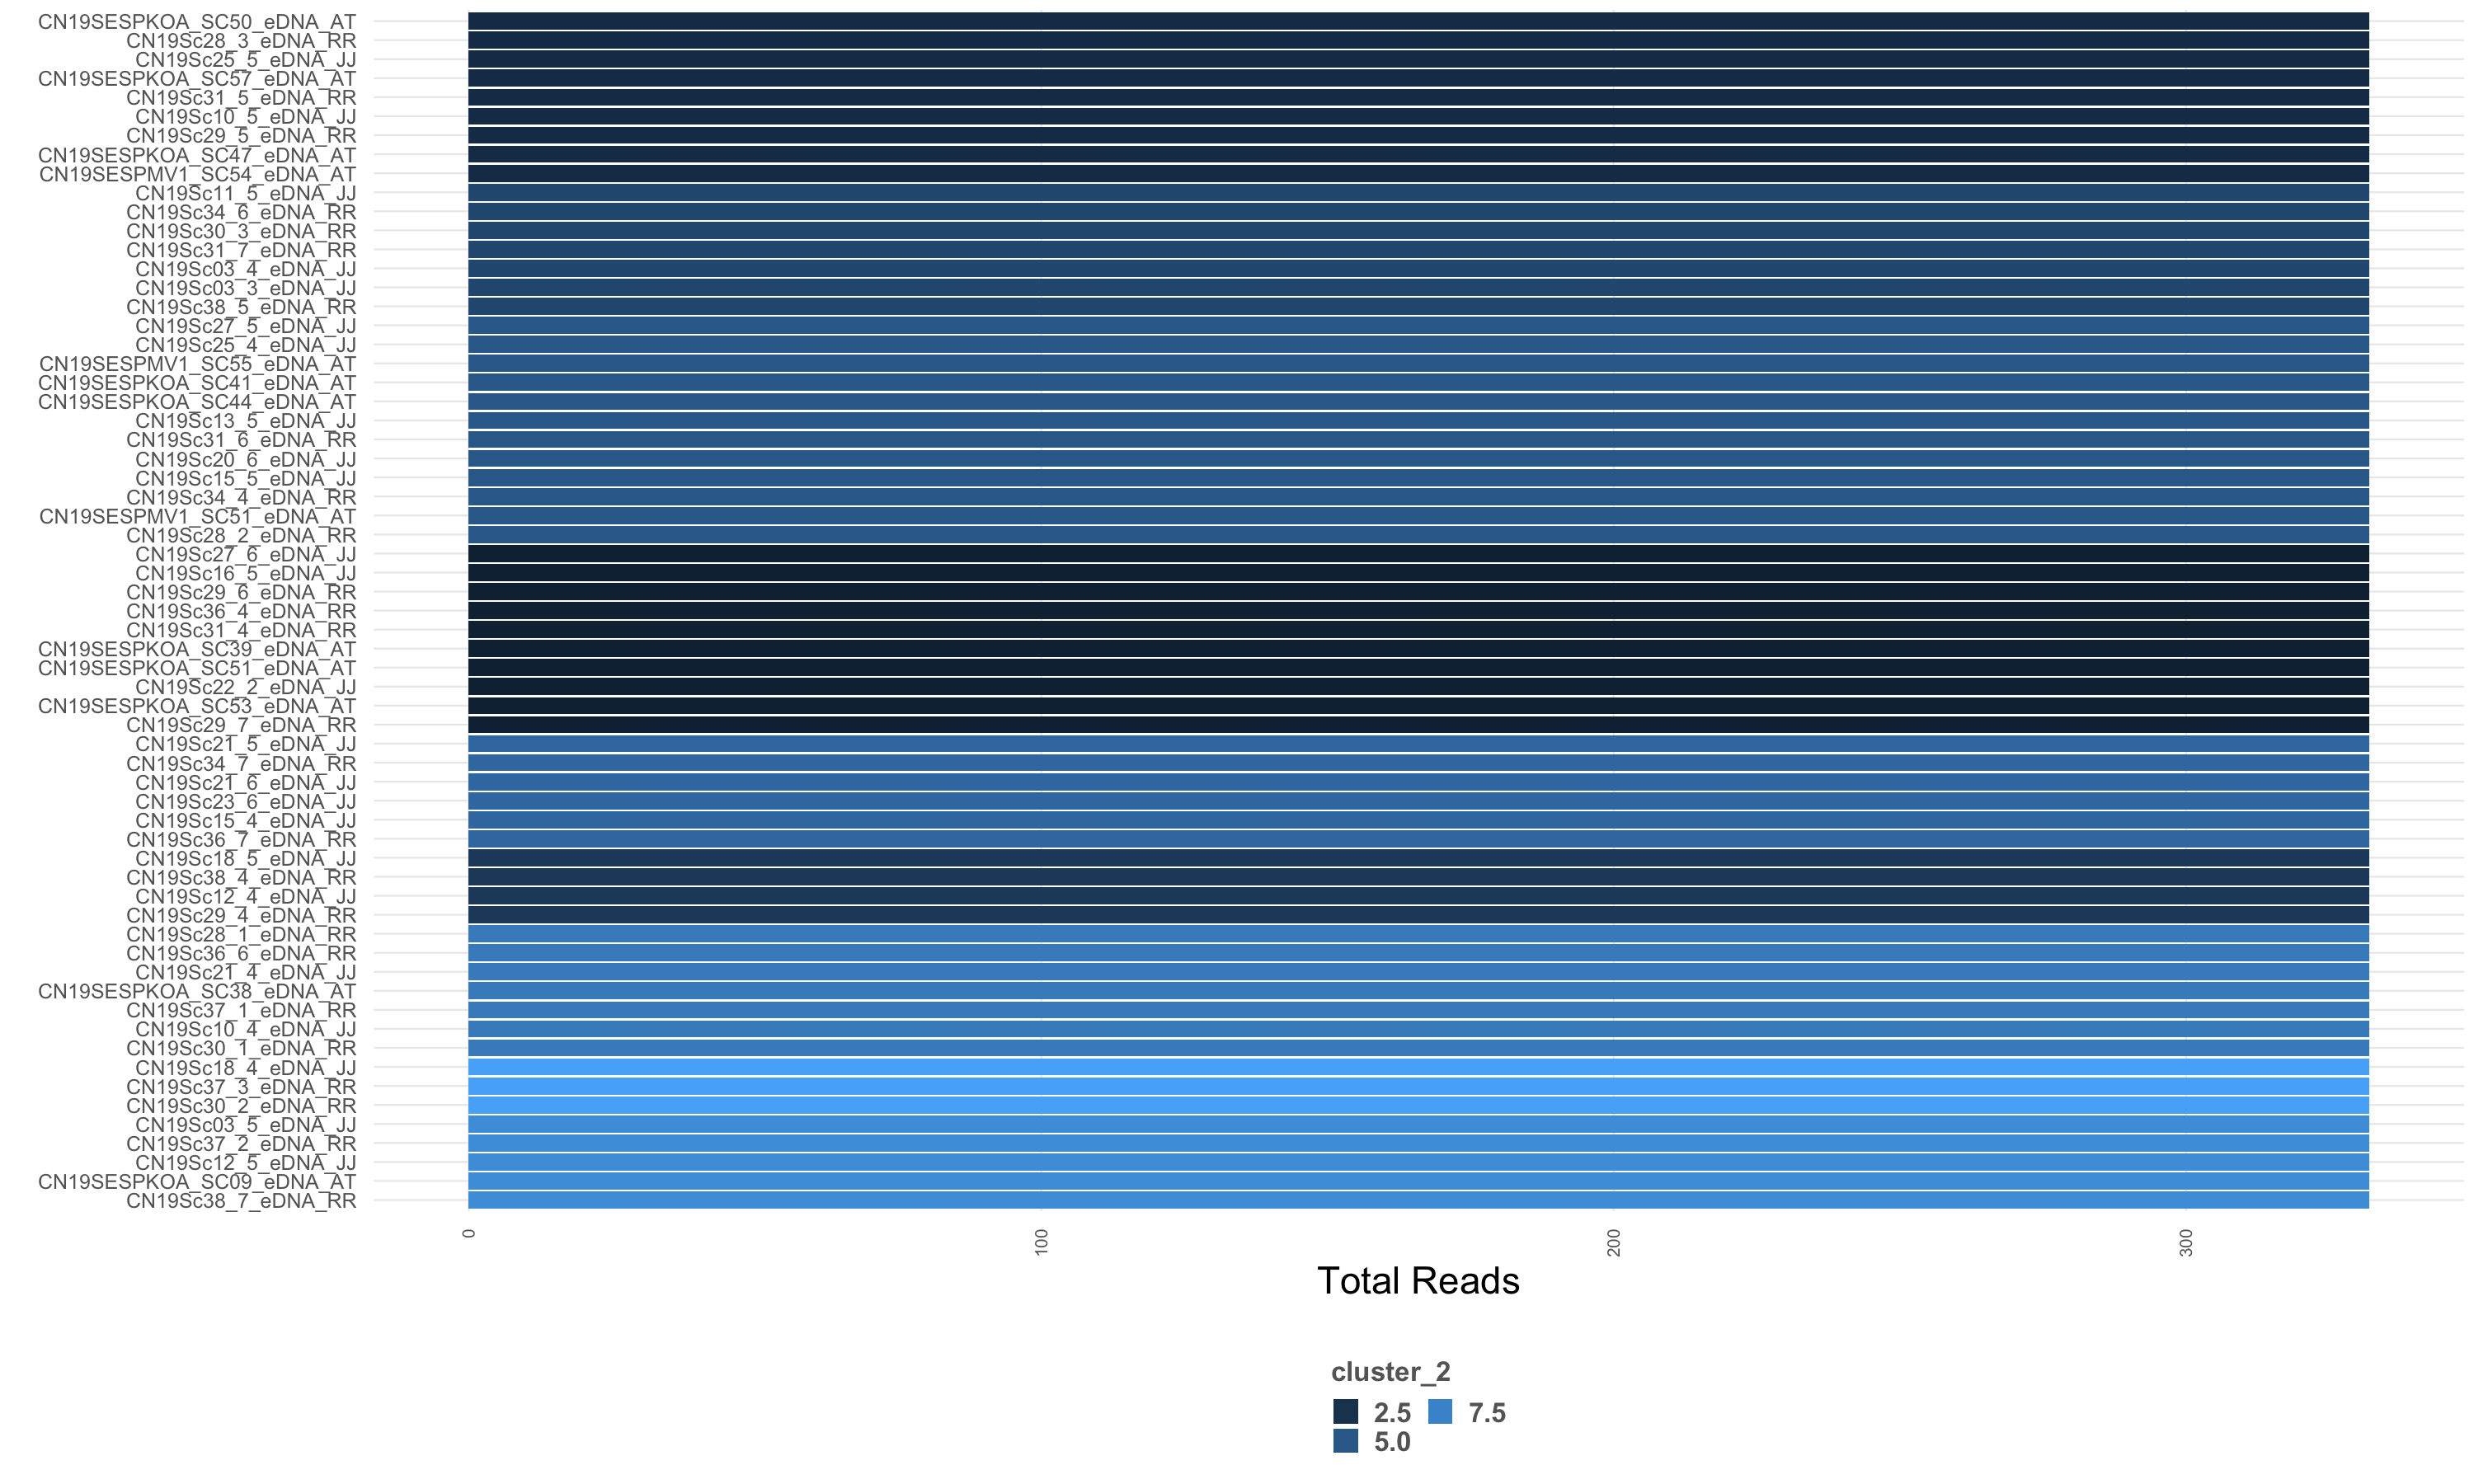 CN19SESPKOA_SC50_eDNA_AT
CN19Sc28_3_eDNA_RR
CN19Sc25_5_eDNA_JJ
CN19SESPKOA_SC57_eDNA_AT
CN19Sc31_5_eDNA_RR
CN19Sc10_5_eDNA_JJ
CN19Sc29_5_eDNA_RR
CN19SESPKOA_SC47_eDNA_AT
CN19SESPMV1_SC54_eDNA_AT
CN19Sc11_5_eDNA_JJ
CN19Sc34_6_eDNA_RR
CN19Sc30_3_eDNA_RR
CN19Sc31_7_eDNA_RR
CN19Sc03_4_eDNA_JJ
CN19Sc03_3_eDNA_JJ
CN19Sc38_5_eDNA_RR
CN19Sc27_5_eDNA_JJ
CN19Sc25_4_eDNA_JJ
CN19SESPMV1_SC55_eDNA_AT
CN19SESPKOA_SC41_eDNA_AT
CN19SESPKOA_SC44_eDNA_AT
CN19Sc13_5_eDNA_JJ
CN19Sc31_6_eDNA_RR
CN19Sc20_6_eDNA_JJ
CN19Sc15_5_eDNA_JJ
CN19Sc34_4_eDNA_RR
CN19SESPMV1_SC51_eDNA_AT
CN19Sc28_2_eDNA_RR
CN19Sc27_6_eDNA_JJ
CN19Sc16_5_eDNA_JJ
CN19Sc29_6_eDNA_RR
CN19Sc36_4_eDNA_RR
CN19Sc31_4_eDNA_RR
CN19SESPKOA_SC39_eDNA_AT
CN19SESPKOA_SC51_eDNA_AT
CN19Sc22_2_eDNA_JJ
CN19SESPKOA_SC53_eDNA_AT
CN19Sc29_7_eDNA_RR
CN19Sc21_5_eDNA_JJ
CN19Sc34_7_eDNA_RR
CN19Sc21_6_eDNA_JJ
CN19Sc23_6_eDNA_JJ
CN19Sc15_4_eDNA_JJ
CN19Sc36_7_eDNA_RR
CN19Sc18_5_eDNA_JJ
CN19Sc38_4_eDNA_RR
CN19Sc12_4_eDNA_JJ
CN19Sc29_4_eDNA_RR
CN19Sc28_1_eDNA_RR
CN19Sc36_6_eDNA_RR
CN19Sc21_4_eDNA_JJ
CN19SESPKOA_SC38_eDNA_AT
CN19Sc37_1_eDNA_RR
CN19Sc10_4_eDNA_JJ
CN19Sc30_1_eDNA_RR
CN19Sc18_4_eDNA_JJ
CN19Sc37_3_eDNA_RR
CN19Sc30_2_eDNA_RR
CN19Sc03_5_eDNA_JJ
CN19Sc37_2_eDNA_RR
CN19Sc12_5_eDNA_JJ
CN19SESPKOA_SC09_eDNA_AT
CN19Sc38_7_eDNA_RR
0 100 200 300
Total Reads
cluster_2
2.5 7.5
5.0